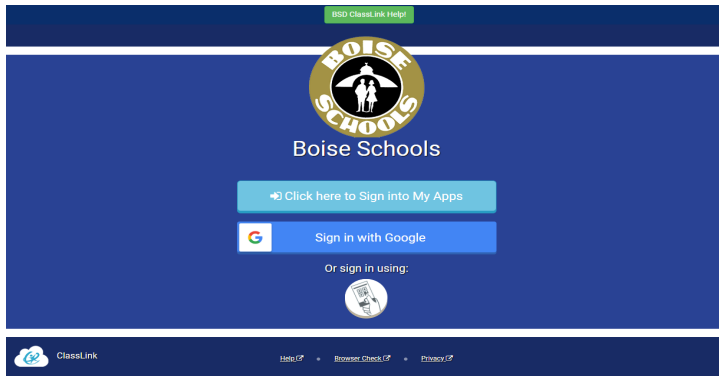 BSD ClassLink Help!
BOISE
SCHOOLS
Boise Schools
Click here to Sign into My Apps
Sign in with Google
Or sign in using:
ClassLink
Help
Browser Check
Privacy